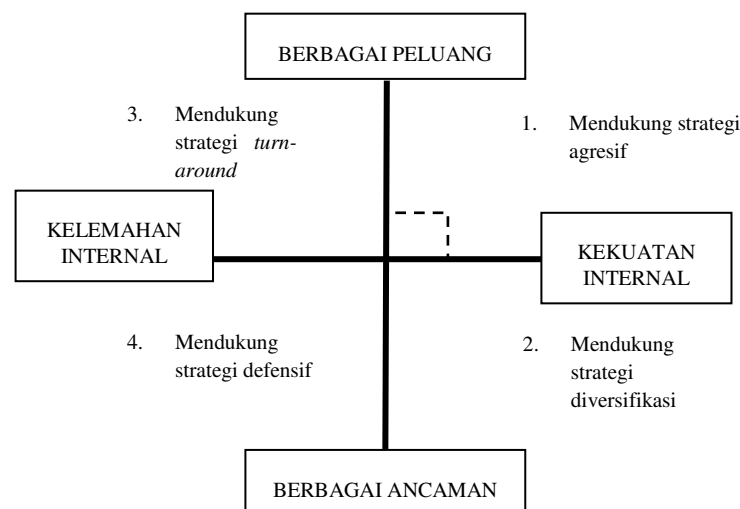 BERBAGAI PELUANG
3. Mendukung
strategi turn-
around
1. Mendukung strategi
agresif
KELEMAHAN
INTERNAL
KEKUATAN
INTERNAL
4. Mendukung
strategi defensif
2. Mendukung
strategi
diversifikasi
BERBAGAI ANCAMAN